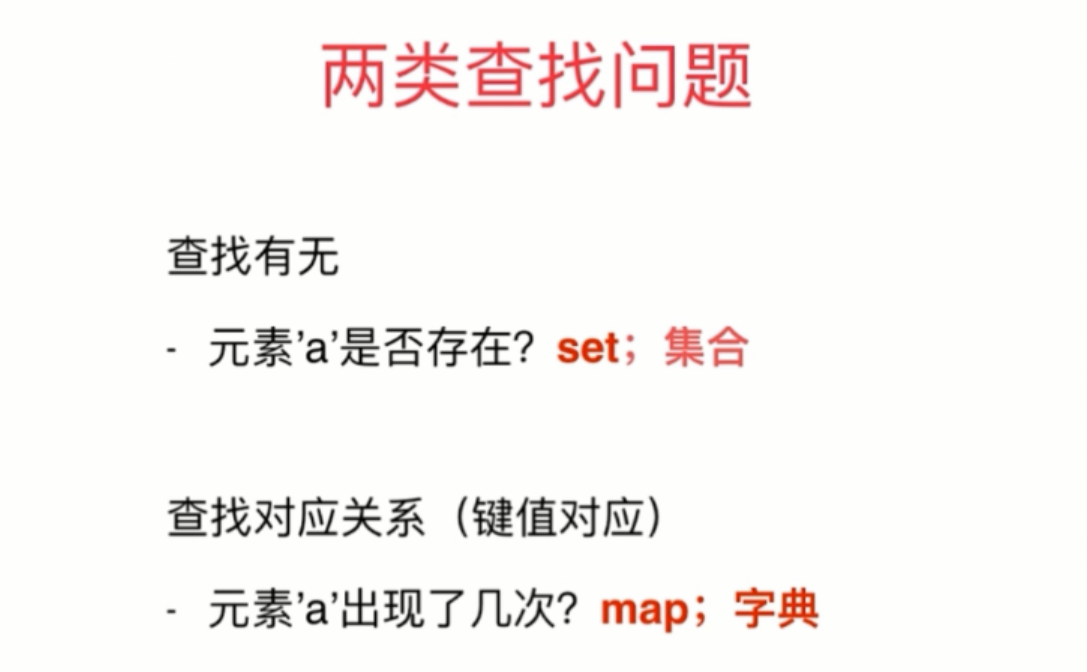 两类查找问题
查找有无
- 元素’a’是否存在？set；集合
查找对应关系（键值对应）
- 元素’a’出现了几次？map；字典